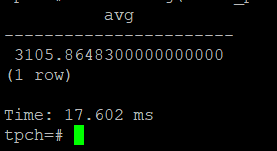 avg
-----------------------
3105.8648300000000000
(1 row)
Time: 17.602 ms
tpch=#